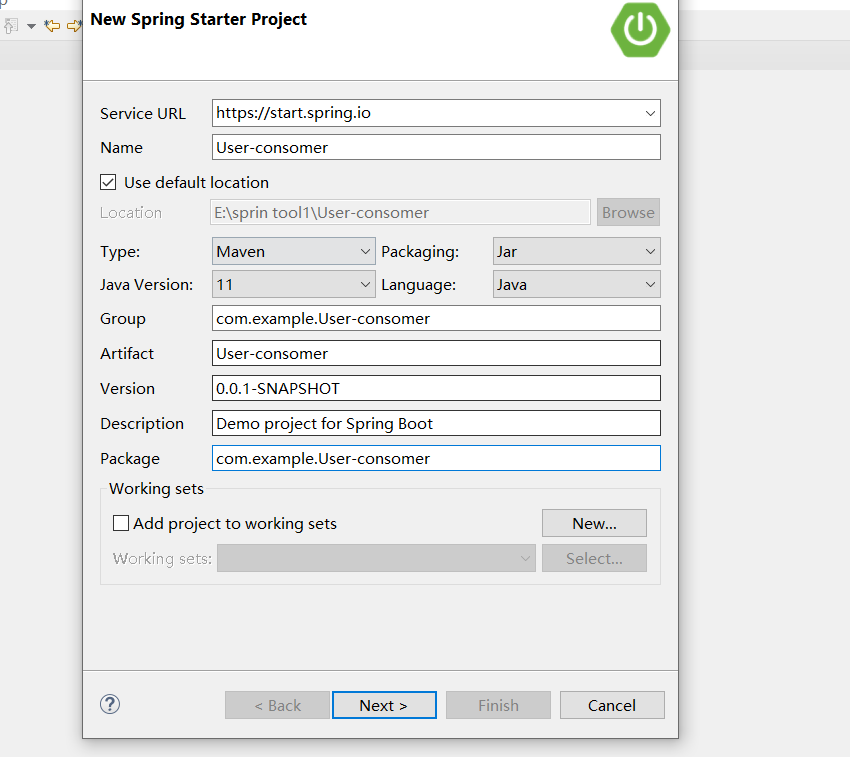 New Spring Starter Project
Service URL https://start.spring.io
Name User-consomer
Use default location
Location E:\sprin tool1\User-consomer Browse
Type: Maven Packaging: Jar
Java Version: 11 Language: Java
Group com.example.User-consomer
Artifact User-consomer
Version 0.0.1-SNAPSHOT
Description Demo project for Spring Boot
Package com.example.User-consomer
Working sets
Add project to working sets New...
Working sets: Select...
? < Back Next > Finish Cancel